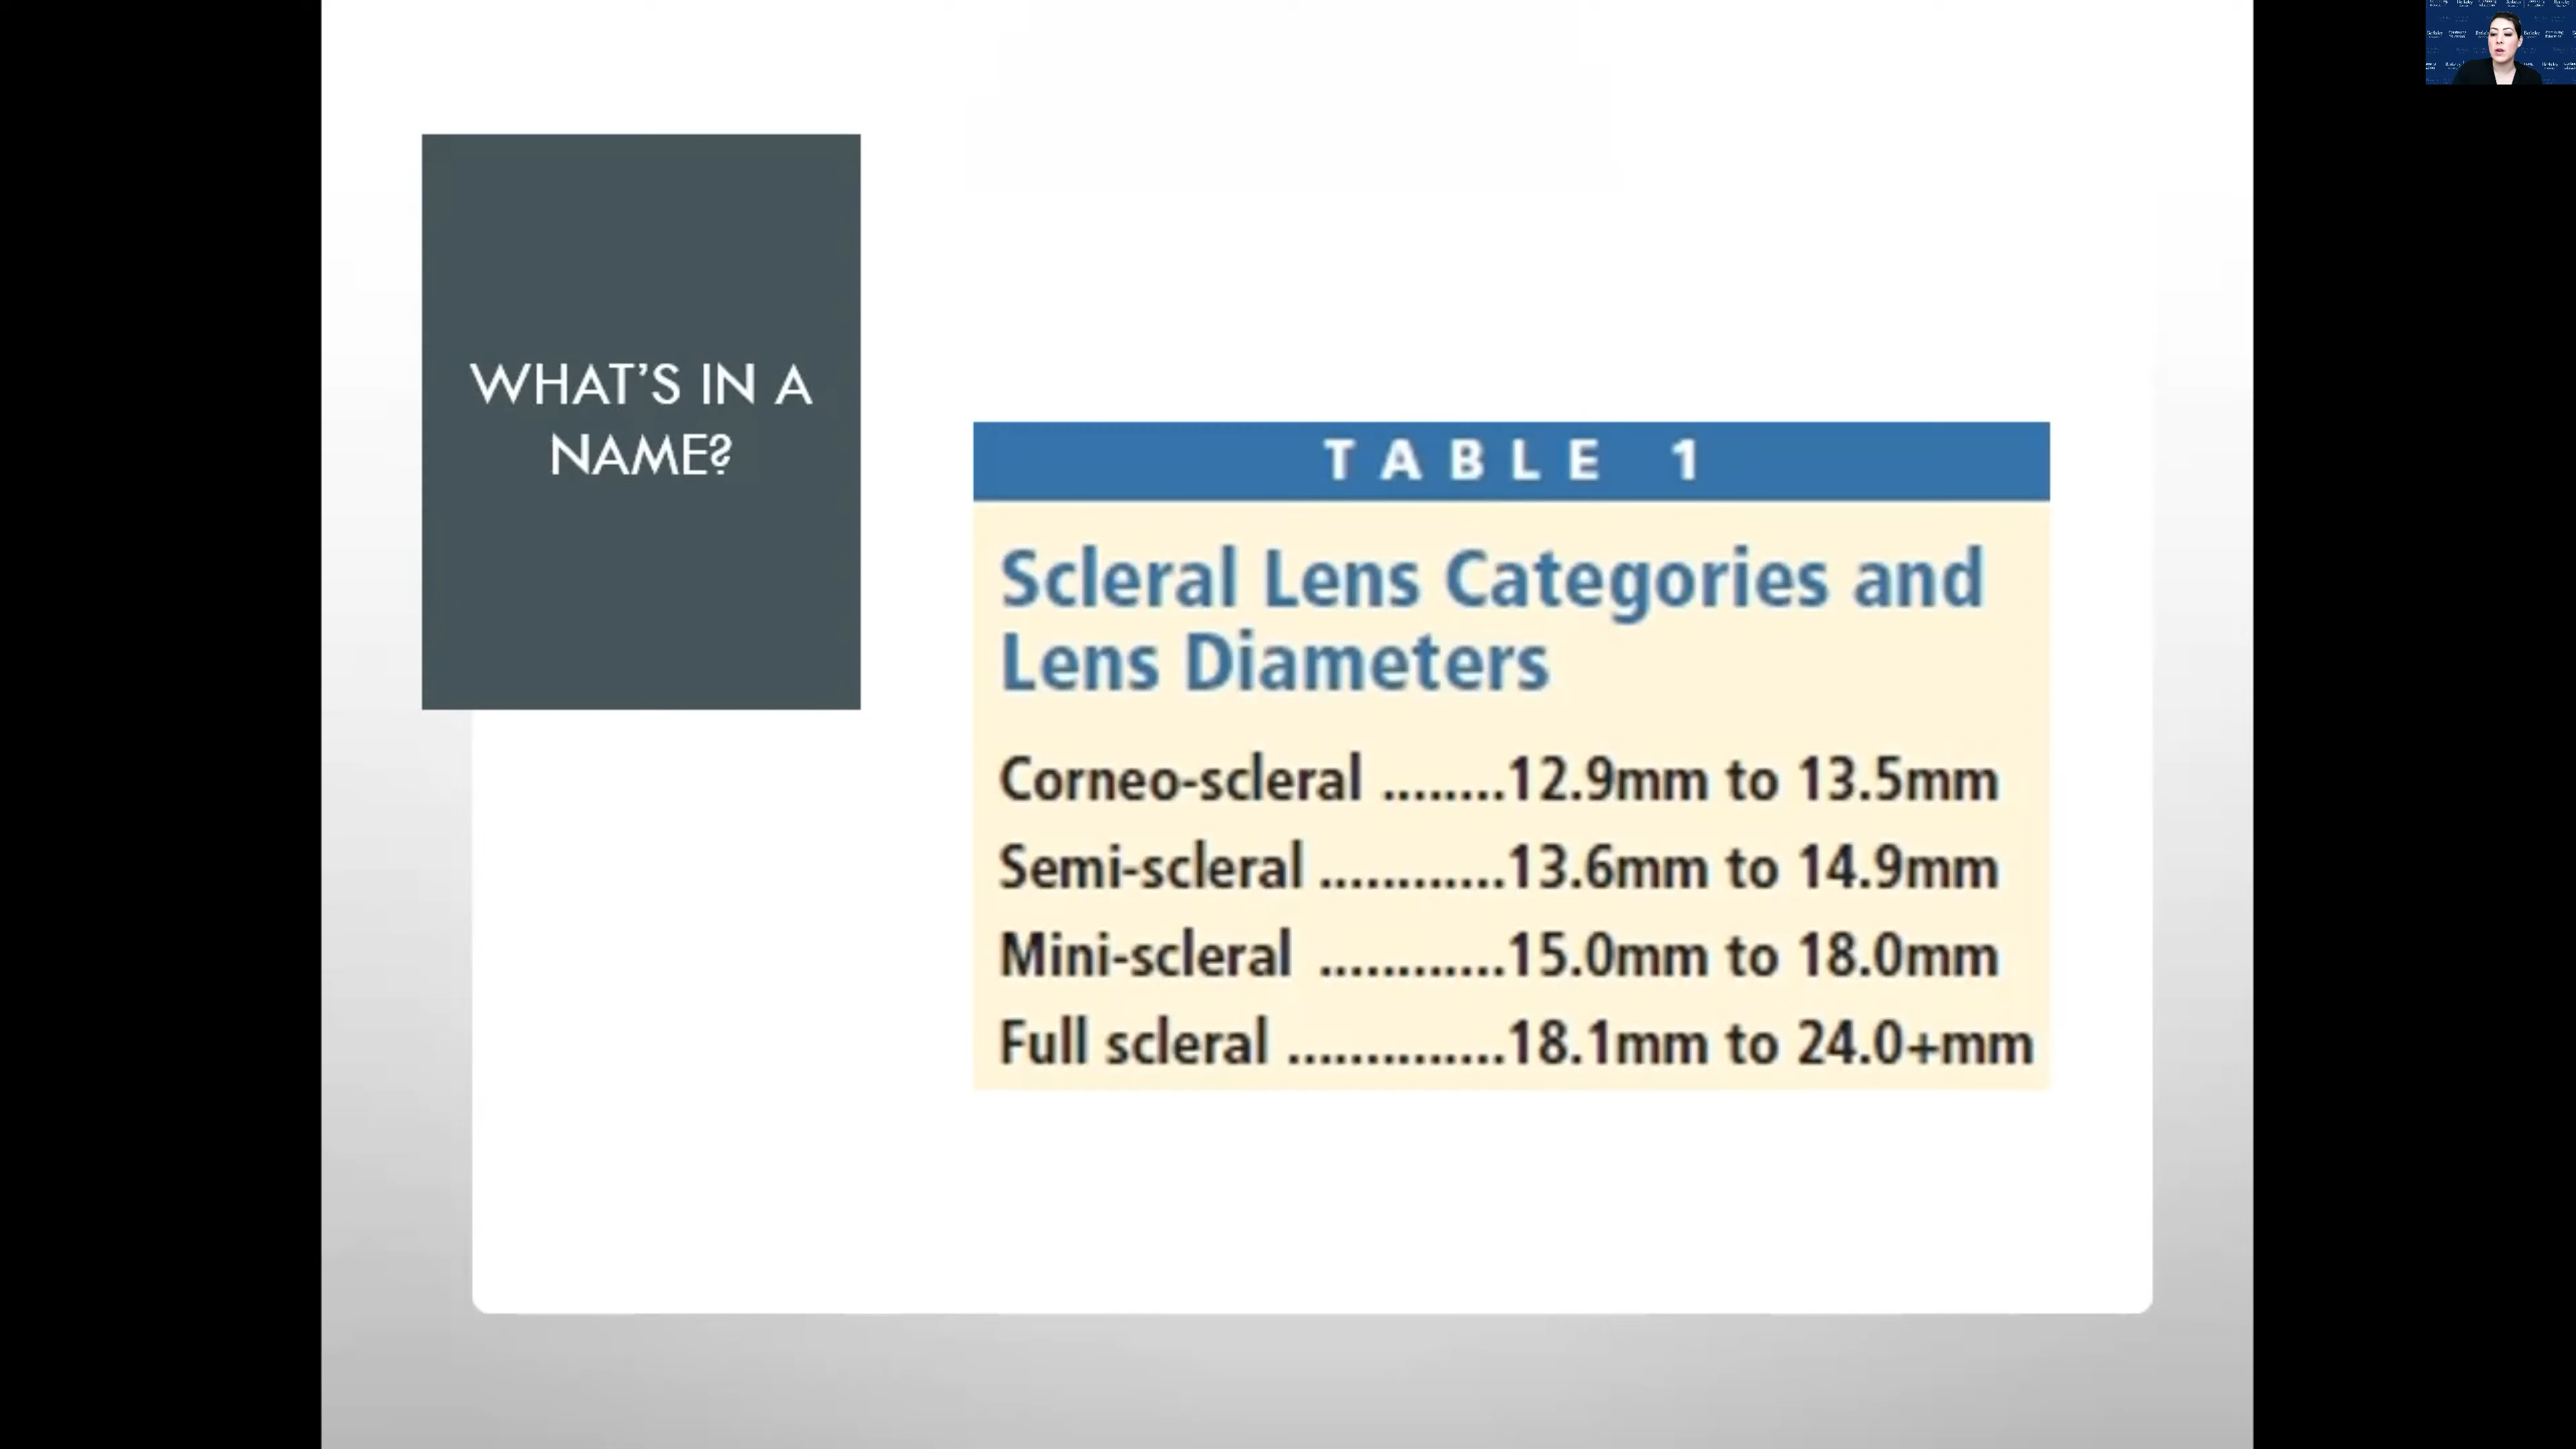 WHAT'S IN A
NAME?
TABLE 1
Scleral Lens Categories and
Lens Diameters
Corneo-scleral ........12.9mm to 13.5mm
Semi-scleral ............13.6mm to 14.9mm
Mini-scleral ............15.0mm to 18.0mm
Full scleral ..............18.1mm to 24.0+mm